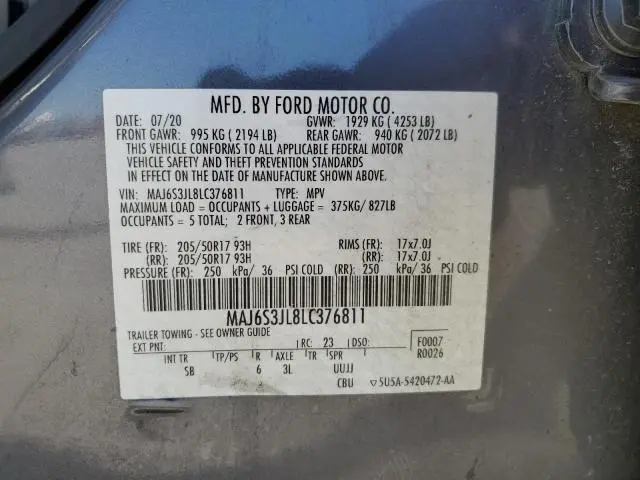 MFD. BY FORD MOTOR CO.
DATE: 07/20 GVWR: 1929 KG ( 4253 LB)
FRONT GAWR: 995 KG ( 2194 LB) REAR GAWR: 940 KG ( 2072 LB)
THIS VEHICLE CONFORMS TO ALL APPLICABLE FEDERAL MOTOR
VEHICLE SAFETY AND THEFT PREVENTION STANDARDS
IN EFFECT ON THE DATE OF MANUFACTURE SHOWN ABOVE.
VIN: MAJ6S3JL8LC376811 TYPE: MPV
MAXIMUM LOAD = OCCUPANTS + LUGGAGE = 375KG/ 827LB
OCCUPANTS = 5 TOTAL; 2 FRONT, 3 REAR
TIRE (FR): 205/50R17 93H RIMS (FR): 17x7.0J
(RR): 205/50R17 93H (RR): 17x7.0J
PRESSURE (FR): 250 kPa/ 36 PSI COLD (RR): 250 kPa/ 36 PSI COLD
MAJ6S3JL8LC376811
TRAILER TOWING - SEE OWNER GUIDE
EXT PNT: RC: 23 DSO: F0007
R0026
INT TR TP/PS R AXLE TR SPR
SB 6 3L UUJJ
CBU 5U5A-5420472-AA